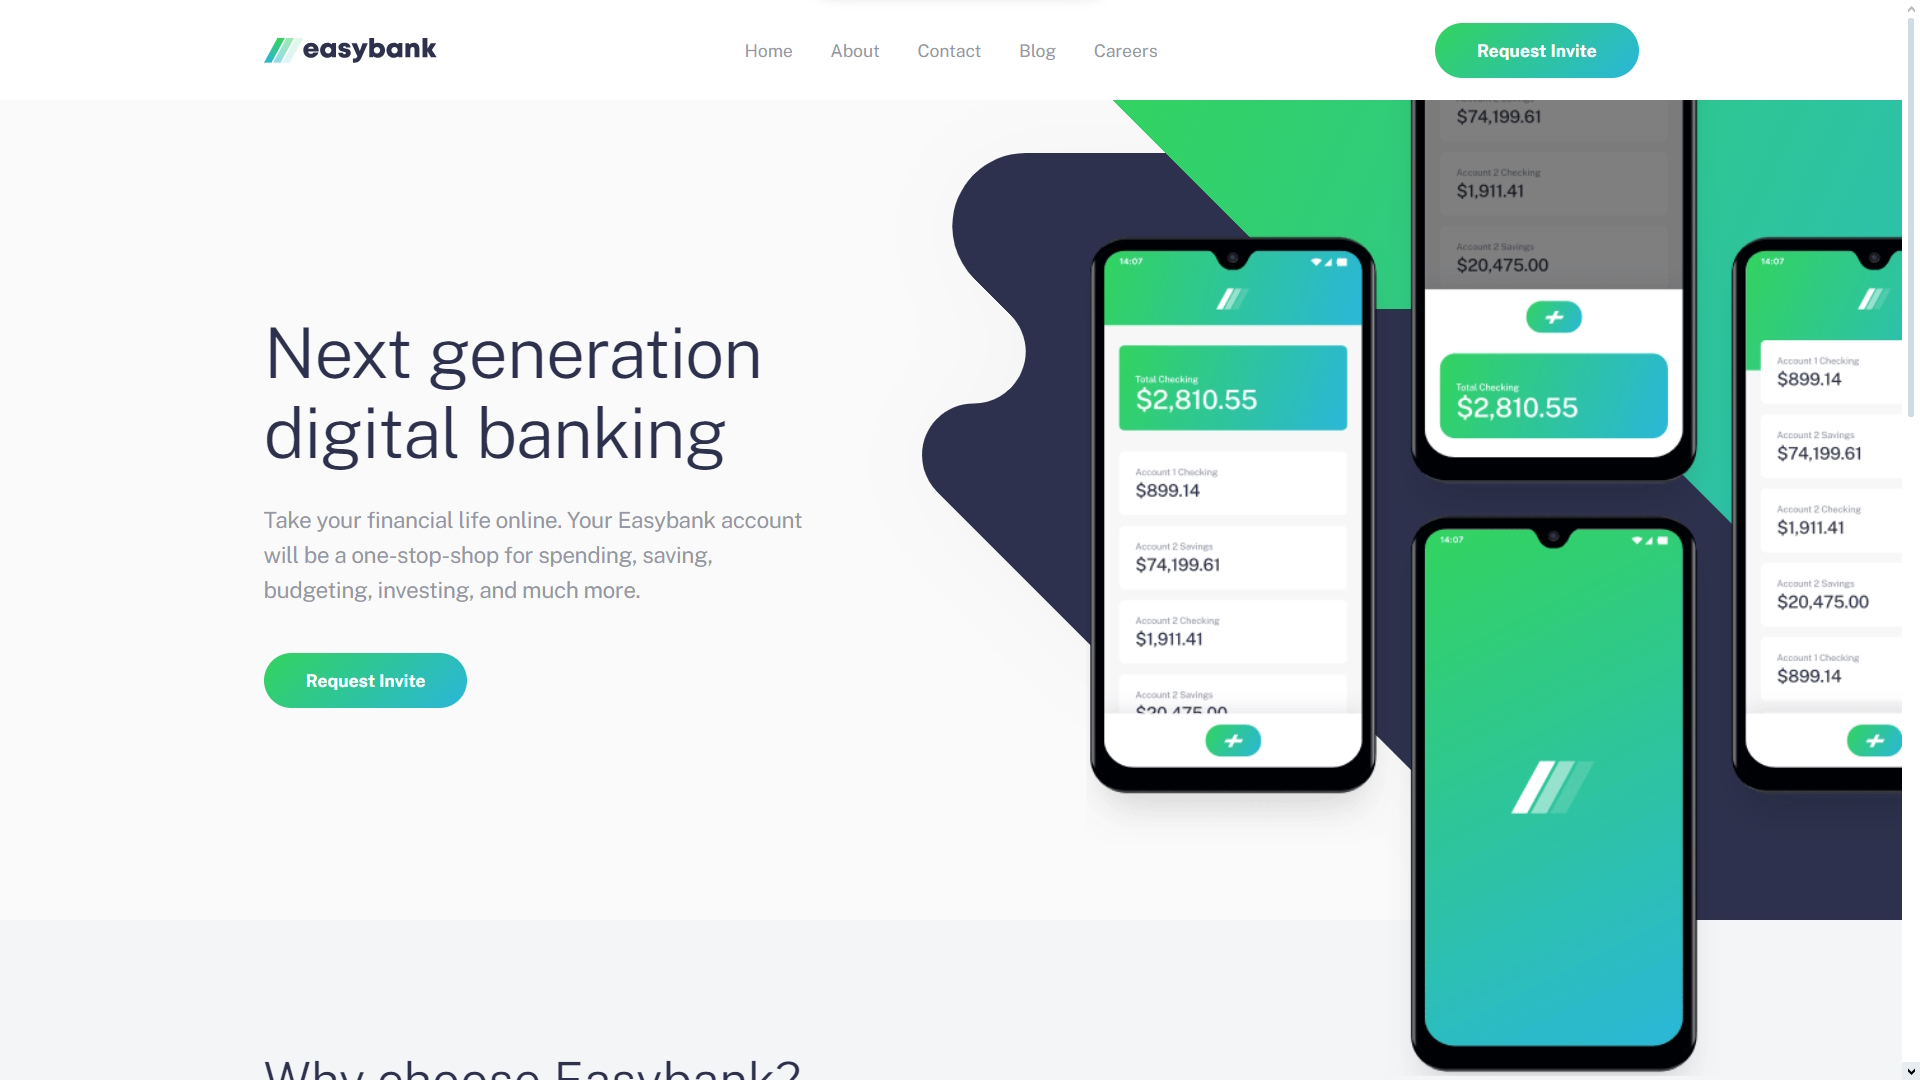 easybank
Home
About
Contact
Blog
Careers
Request Invite
Next generation
digital banking
Take your financial life online. Your Easybank account
will be a one-stop-shop for spending, saving,
budgeting, investing, and much more.
Request Invite
14:07
Total Checking
$2,810.55
Account 1 Checking
$899.14
Account 2 Savings
$74,199.61
Account 2 Checking
$1,911.41
Account 2 Savings
$20,475.00
$74,199.61
Account 2 Checking
$1,911.41
Account 2 Savings
$20,475.00
Total Checking
$2,810.55
14:07
14:07
Account 1 Checking
$899.14
Account 2 Savings
$74,199.61
Account 2 Checking
$1,911.41
Account 2 Savings
$20,475.00
Account 1 Checking
$899.14
Why choose Easybank?